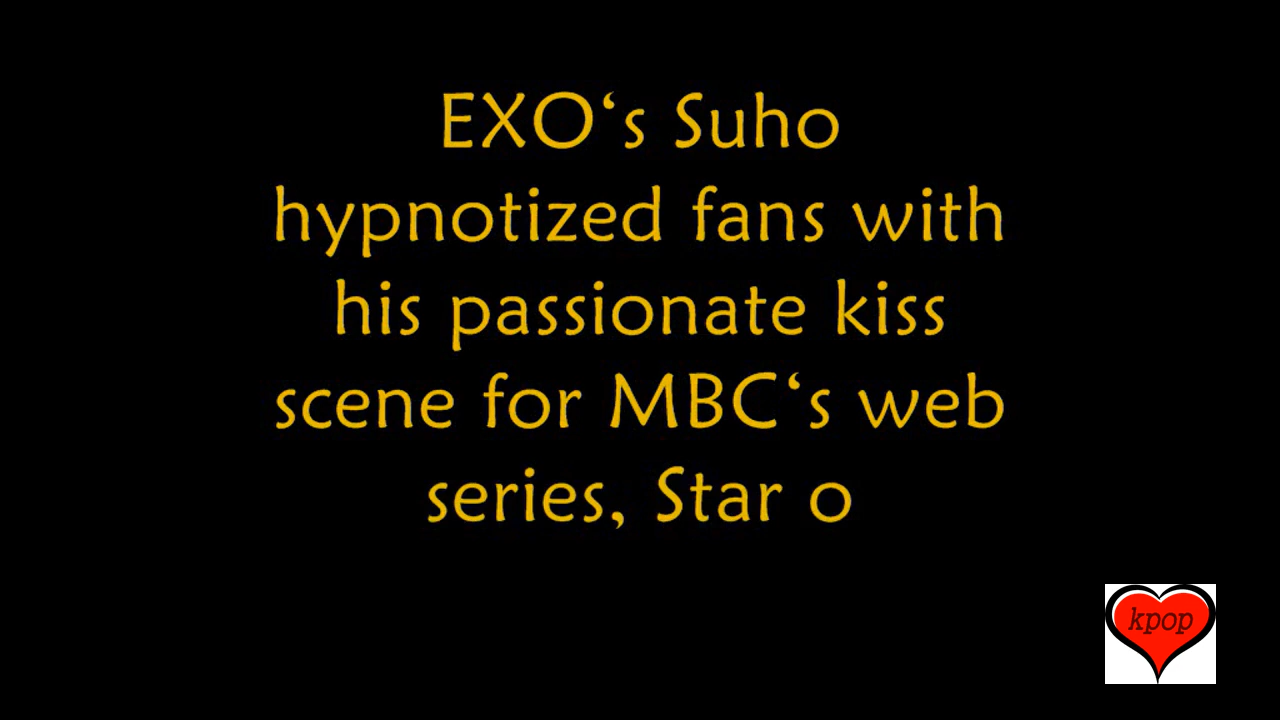 EXO‘s Suho
hypnotized fans with
his passionate kiss
scene for MBC‘s web
series, Star o
kpop